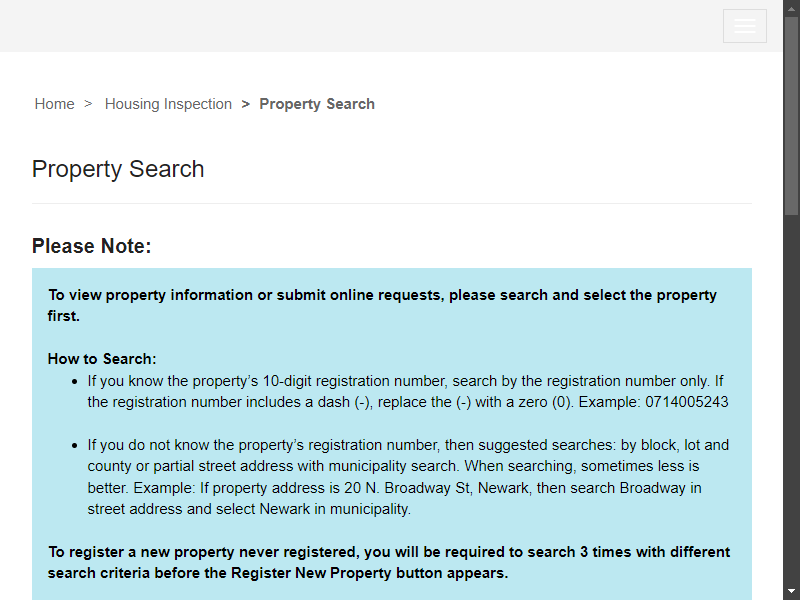 Home > Housing Inspection > Property Search
Property Search
Please Note:
To view property information or submit online requests, please search and select the property
first.
How to Search:
• If you know the property's 10-digit registration number, search by the registration number only. If
the registration number includes a dash (-), replace the (-) with a zero (0). Example: 0714005243
• If you do not know the property's registration number, then suggested searches: by block, lot and
county or partial street address with municipality search. When searching, sometimes less is
better. Example: If property address is 20 N. Broadway St, Newark, then search Broadway in
street address and select Newark in municipality.
To register a new property never registered, you will be required to search 3 times with different
search criteria before the Register New Property button appears.